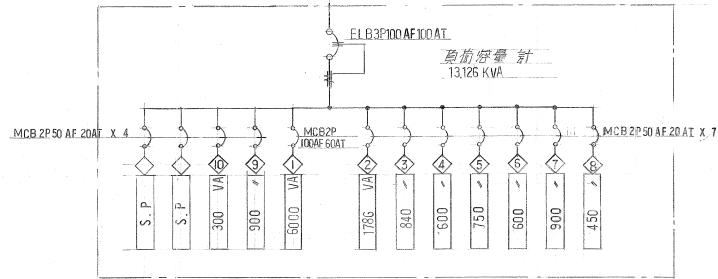 ELB3P100AF100AT
負荷容量 計
13,126 KVA
MCB 2P 50 AF 20AT X 4
MCB2P
100AF60AT
MCB 2P 50 AF 20 AT X 7
10 9 1 2 3 4 5 6 7 8
S.P
S.P
300 VA
900 〃
6000 VA
1786 VA
840 〃
600 〃
750 〃
600 〃
900 〃
450 〃